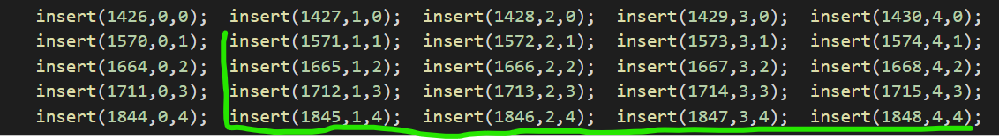 insert(1426,0,0); insert(1427,1,0); insert(1428,2,0); insert(1429,3,0); insert(1430,4,0);
insert(1570,0,1); insert(1571,1,1); insert(1572,2,1); insert(1573,3,1); insert(1574,4,1);
insert(1664,0,2); insert(1665,1,2); insert(1666,2,2); insert(1667,3,2); insert(1668,4,2);
insert(1711,0,3); insert(1712,1,3); insert(1713,2,3); insert(1714,3,3); insert(1715,4,3);
insert(1844,0,4); insert(1845,1,4); insert(1846,2,4); insert(1847,3,4); insert(1848,4,4);